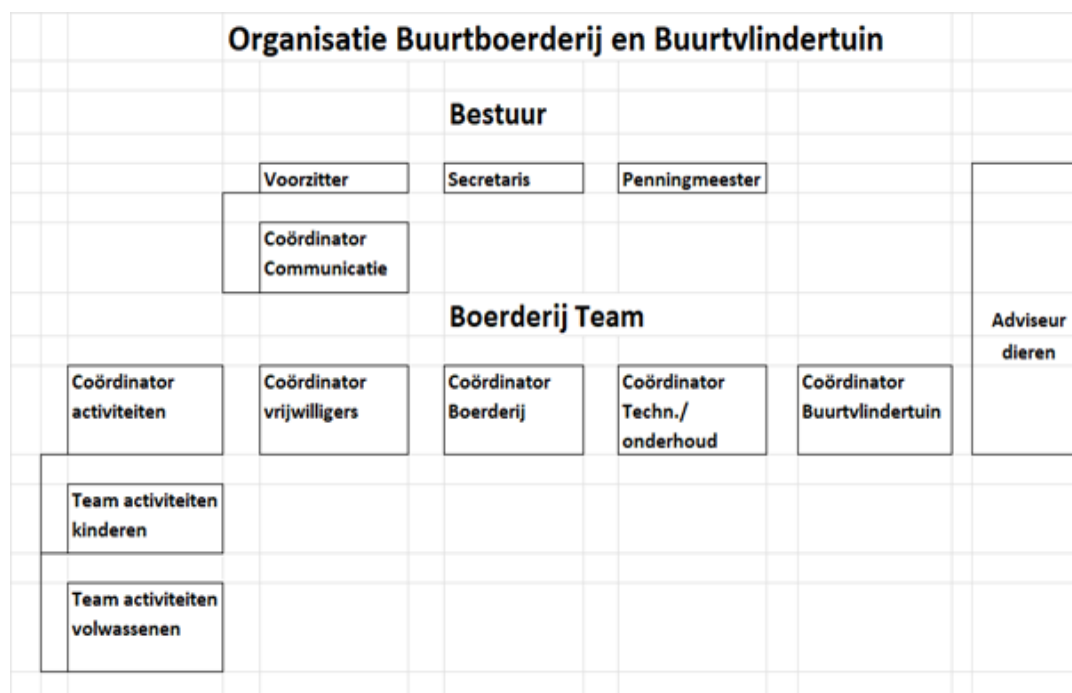 Organisatie Buurtboerderij en Buurtvlindertuin
Bestuur
Voorzitter
Secretaris
Penningmeester
Coördinator
Communicatie
Boerderij Team
Adviseur
dieren
Coördinator
activiteiten
Coördinator
vrijwilligers
Coördinator
Boerderij
Coördinator
Techn./
onderhoud
Coördinator
Buurtvlindertuin
Team activiteiten
kinderen
Team activiteiten
volwassenen